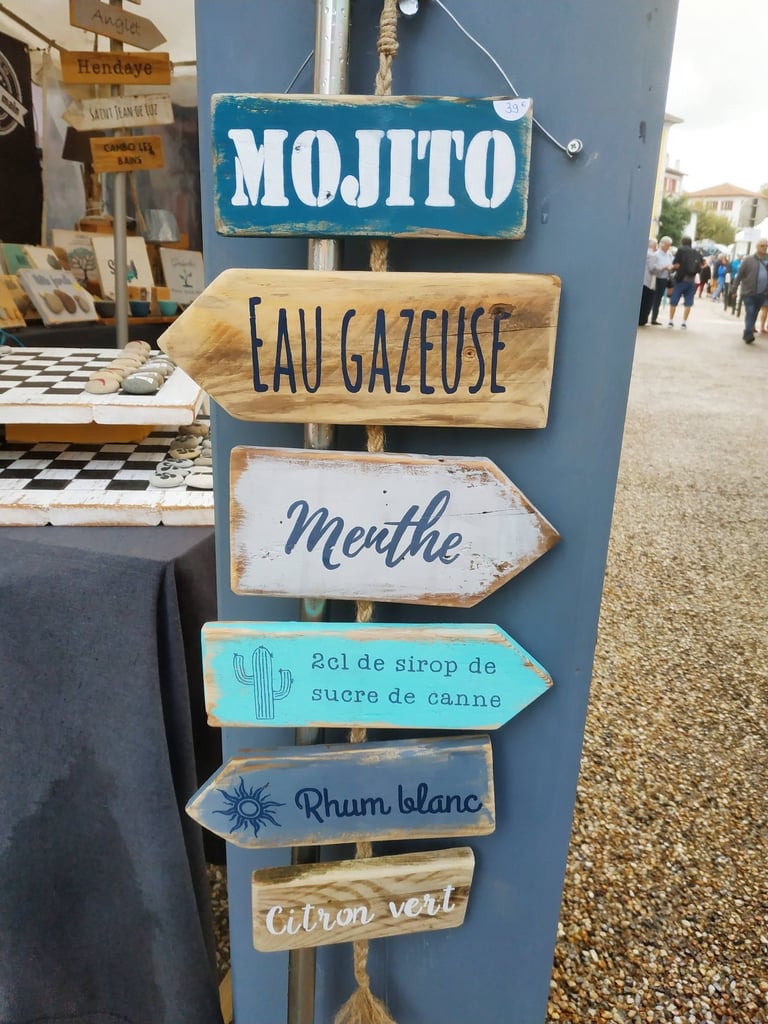 Anglet
Hendaye
SAINT JEAN DE LUZ
CAMBO LES
BAINS
39€
MOJITO
EAU GAZEUSE
Menthe
2cl de sirop de
sucre de canne
Rhum blanc
Citron vert